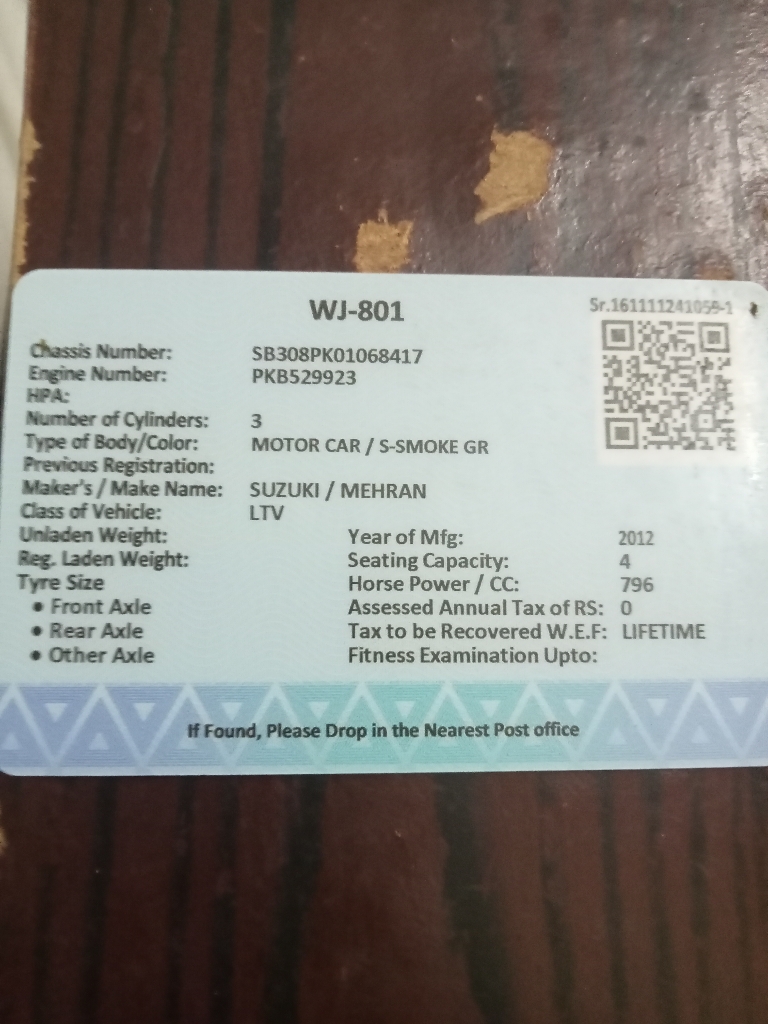 WJ-801
Sr.161111241059-1
Chassis Number: SB308PK01068417
Engine Number: PKB529923
HPA:
Number of Cylinders: 3
Type of Body/Color: MOTOR CAR / S-SMOKE GR
Previous Registration:
Maker's / Make Name: SUZUKI / MEHRAN
Class of Vehicle: LTV
Unladen Weight: Year of Mfg: 2012
Reg. Laden Weight: Seating Capacity: 4
Tyre Size Horse Power / CC: 796
• Front Axle Assessed Annual Tax of RS: 0
• Rear Axle Tax to be Recovered W.E.F: LIFETIME
• Other Axle Fitness Examination Upto:
If Found, Please Drop in the Nearest Post office